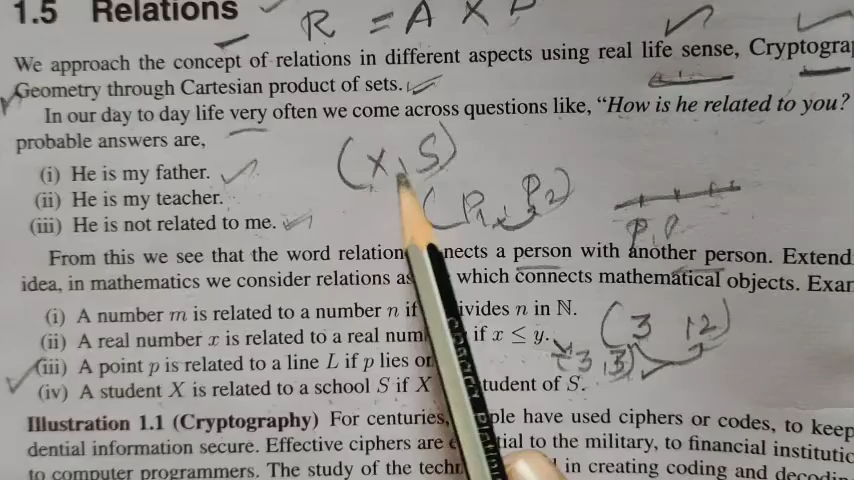 1.5 Relations
R = A X
We approach the concept of relations in different aspects using real life sense, Cryptogra
Geometry through Cartesian product of sets.
In our day to day life very often we come across questions like, “How is he related to you?
probable answers are,
(i) He is my father.
(ii) He is my teacher.
(iii) He is not related to me.
(X, S)
(P1, P2)
From this we see that the word relation nects a person with another person. Extend
idea, in mathematics we consider relations as which connects mathematical objects. Exar
(i) A number m is related to a number n if ivides n in ℕ.
(ii) A real number x is related to a real num if x ≤ y.
(iii) A point p is related to a line L if p lies on
(iv) A student X is related to a school S if X tudent of S.
(3 12)
(-3, 3)
Illustration 1.1 (Cryptography) For centuries, ople have used ciphers or codes, to keep
dential information secure. Effective ciphers are e tial to the military, to financial institutio
to computer programmers. The study of the techn in creating coding and decodin